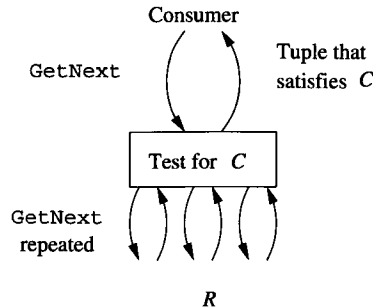 Consumer
GetNext
Tuple that
satisfies C
Test for C
GetNext
repeated
R